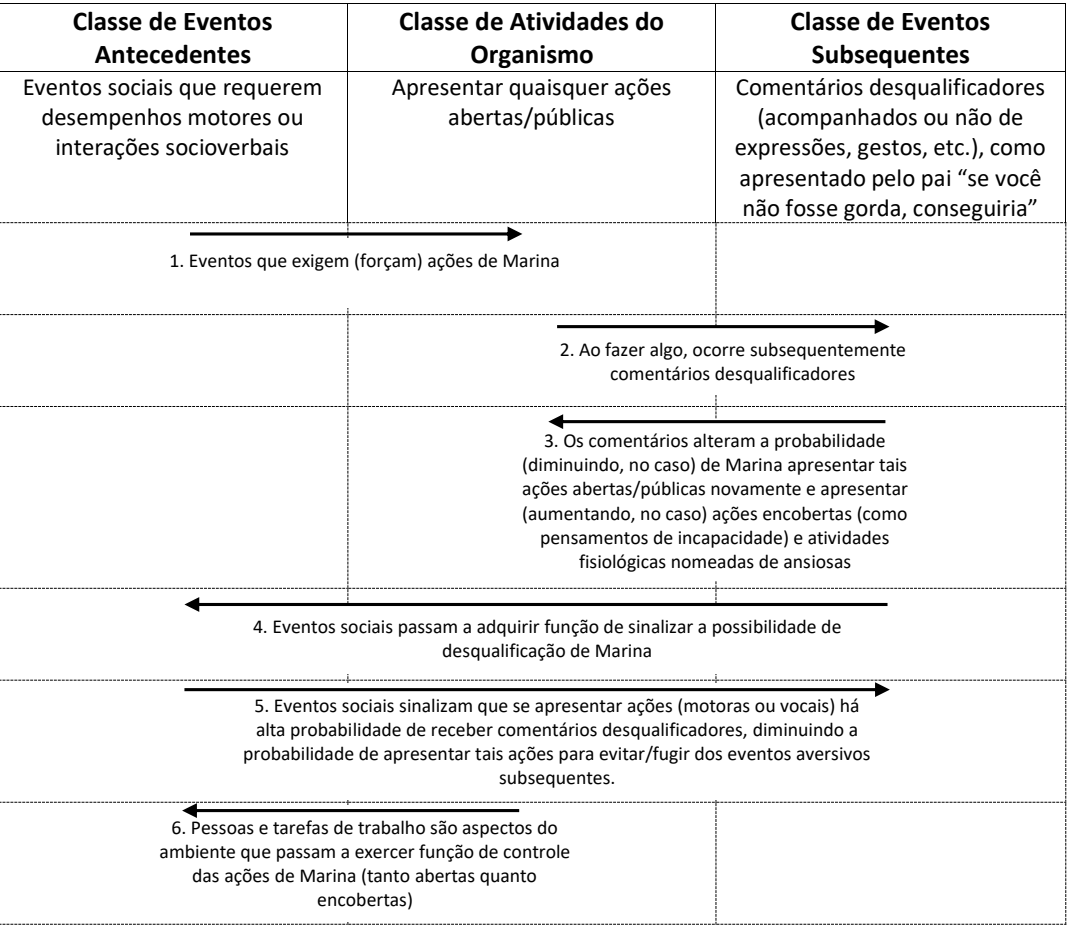 Classe de Eventos
Antecedentes
Classe de Atividades do
Organismo
Classe de Eventos
Subsequentes
Eventos sociais que requerem
desempenhos motores ou
interações socioverbais
Apresentar quaisquer ações
abertas/públicas
Comentários desqualificadores
(acompanhados ou não de
expressões, gestos, etc.), como
apresentado pelo pai “se você
não fosse gorda, conseguiria”
1. Eventos que exigem (forçam) ações de Marina
2. Ao fazer algo, ocorre subsequentemente
comentários desqualificadores
3. Os comentários alteram a probabilidade
(diminuindo, no caso) de Marina apresentar tais
ações abertas/públicas novamente e apresentar
(aumentando, no caso) ações encobertas (como
pensamentos de incapacidade) e atividades
fisiológicas nomeadas de ansiosas
4. Eventos sociais passam a adquirir função de sinalizar a possibilidade de
desqualificação de Marina
5. Eventos sociais sinalizam que se apresentar ações (motoras ou vocais) há
alta probabilidade de receber comentários desqualificadores, diminuindo a
probabilidade de apresentar tais ações para evitar/fugir dos eventos aversivos
subsequentes.
6. Pessoas e tarefas de trabalho são aspectos do
ambiente que passam a exercer função de controle
das ações de Marina (tanto abertas quanto
encobertas)